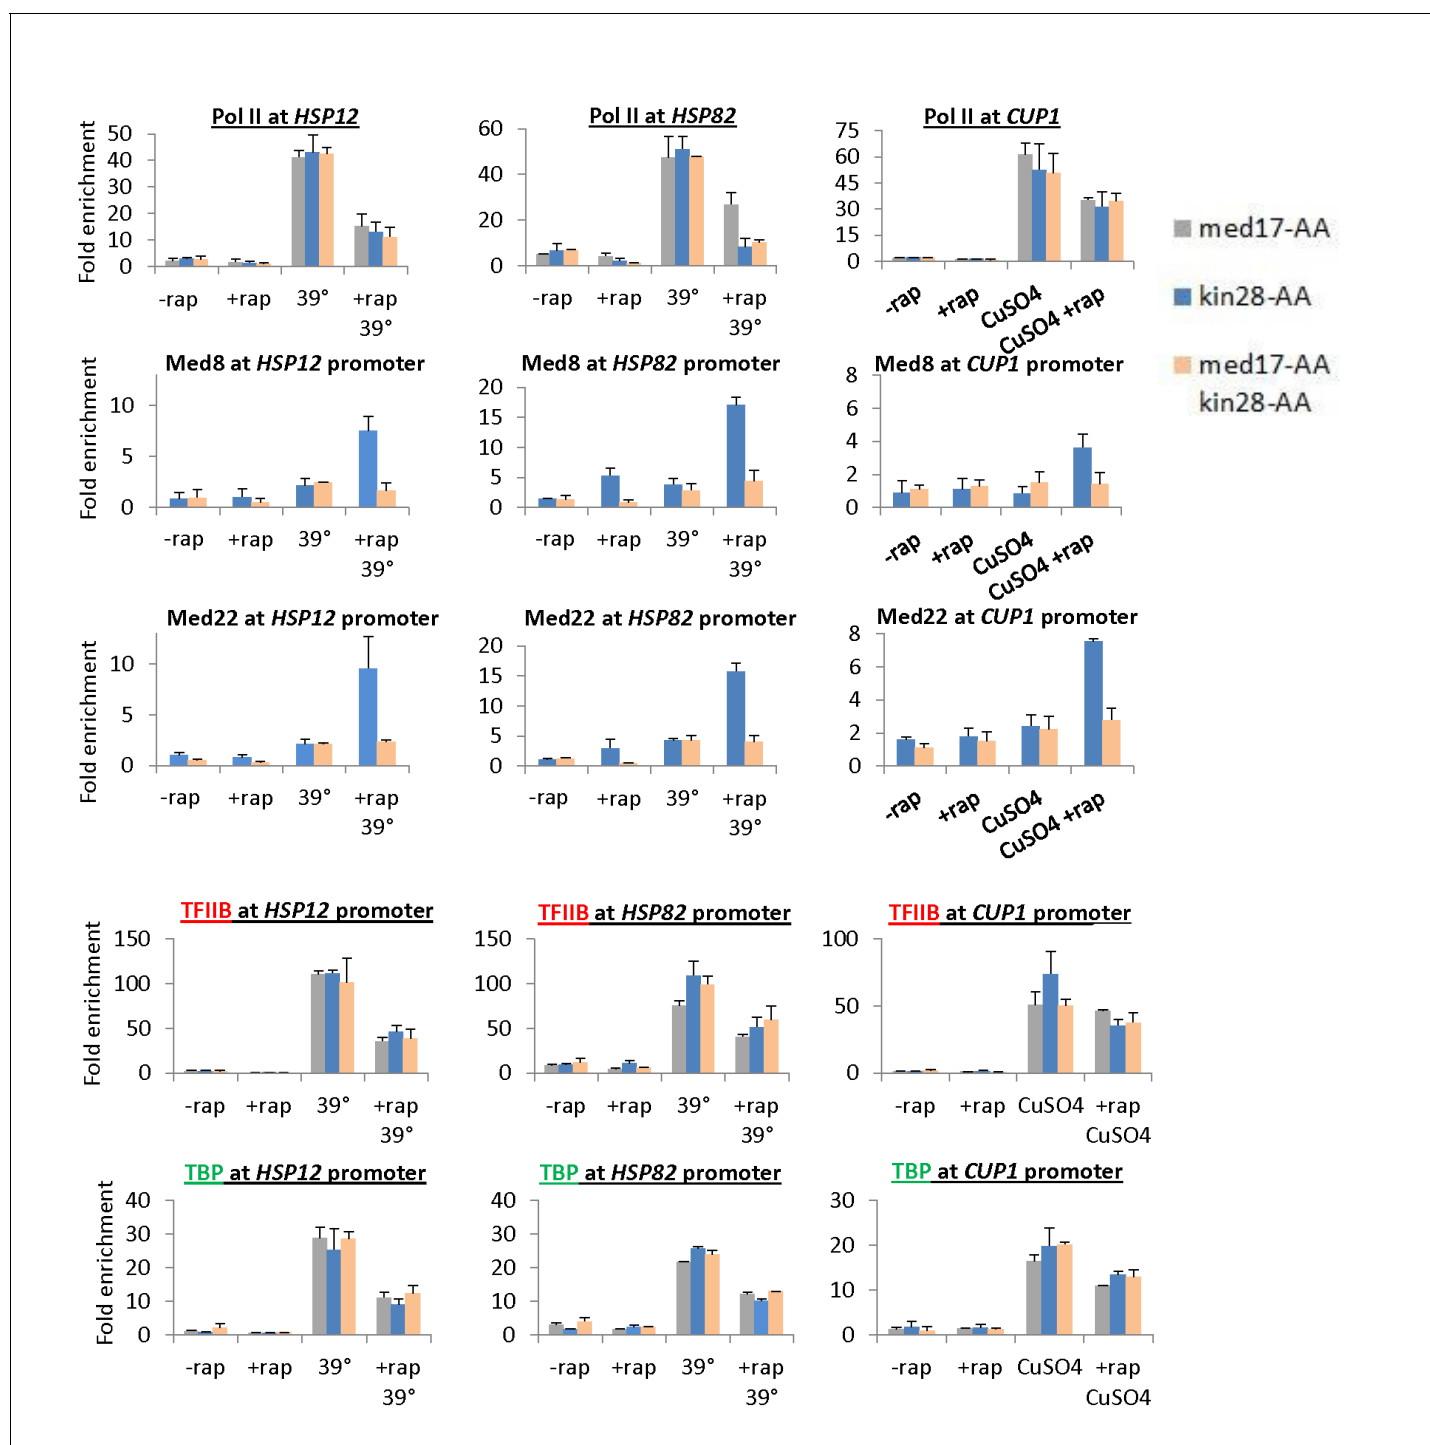 Pol II at HSP12
Pol II at HSP82
Pol II at CUP1
Fold enrichment
50
40
30
20
10
0
-rap
+rap
39°
+rap
39°
60
40
20
0
-rap
+rap
39°
+rap
39°
75
60
45
30
15
0
-rap
+rap
CuSO4
CuSO4 +rap
med17-AA
kin28-AA
med17-AA
kin28-AA
Med8 at HSP12 promoter
Med8 at HSP82 promoter
Med8 at CUP1 promoter
Fold enrichment
10
5
0
-rap
+rap
39°
+rap
39°
20
15
10
5
0
-rap
+rap
39°
+rap
39°
8
6
4
2
0
-rap
+rap
CuSO4
CuSO4 +rap
Med22 at HSP12 promoter
Med22 at HSP82 promoter
Med22 at CUP1 promoter
Fold enrichment
10
5
0
-rap
+rap
39°
+rap
39°
20
15
10
5
0
-rap
+rap
39°
+rap
39°
8
6
4
2
0
-rap
+rap
CuSO4
CuSO4 +rap
TFIIB at HSP12 promoter
TFIIB at HSP82 promoter
TFIIB at CUP1 promoter
Fold enrichment
150
100
50
0
-rap
+rap
39°
+rap
39°
150
100
50
0
-rap
+rap
39°
+rap
39°
100
50
0
-rap
+rap
CuSO4
+rap
CuSO4
TBP at HSP12 promoter
TBP at HSP82 promoter
TBP at CUP1 promoter
Fold enrichment
40
30
20
10
0
-rap
+rap
39°
+rap
39°
40
30
20
10
0
-rap
+rap
39°
+rap
39°
30
20
10
0
-rap
+rap
CuSO4
+rap
CuSO4